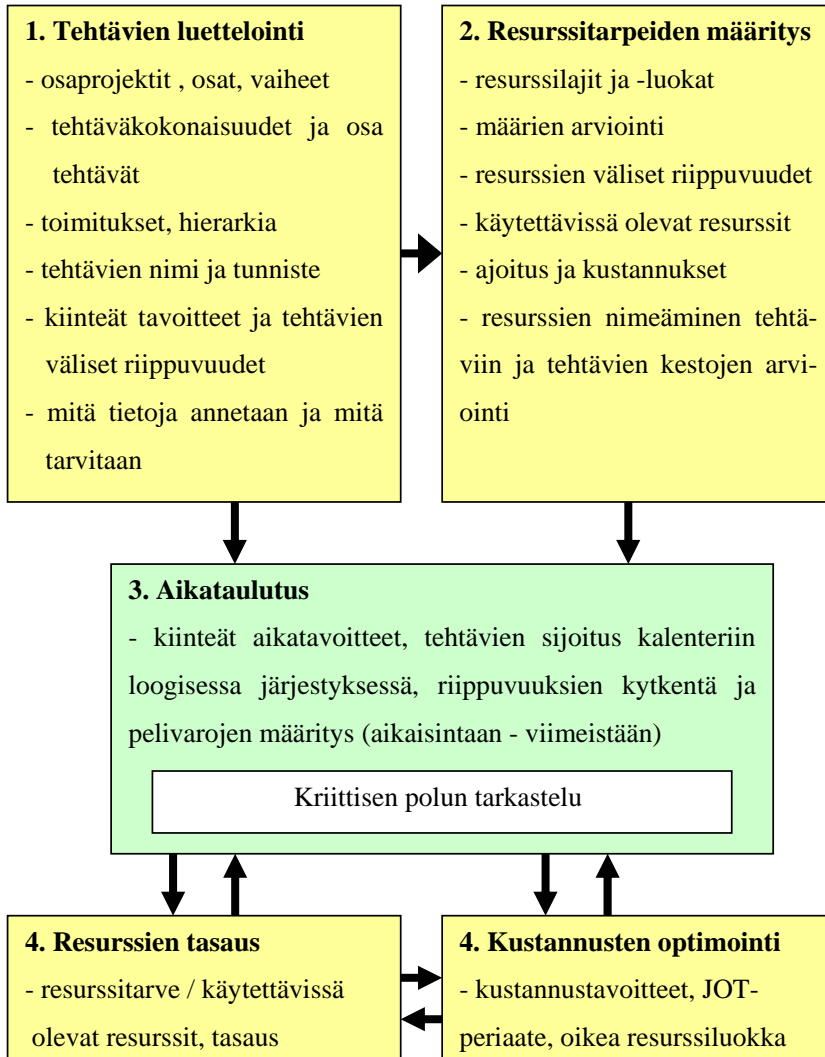 1. Tehtävien luettelointi
- osaprojektit , osat, vaiheet
- tehtäväkokonaisuudet ja osa
tehtävät
- toimitukset, hierarkia
- tehtävien nimi ja tunniste
- kiinteät tavoitteet ja tehtävien
väliset riippuvuudet
- mitä tietoja annetaan ja mitä
tarvitaan
2. Resurssitarpeiden määritys
- resurssilajit ja -luokat
- määrien arviointi
- resurssien väliset riippuvuudet
- käytettävissä olevat resurssit
- ajoitus ja kustannukset
- resurssien nimeäminen tehtä-
viin ja tehtävien kestojen arvi-
ointi
3. Aikataulutus
- kiinteät aikatavoitteet, tehtävien sijoitus kalenteriin
loogisessa järjestyksessä, riippuvuuksien kytkentä ja
pelivarojen määritys (aikaisintaan - viimeistään)
Kriittisen polun tarkastelu
4. Resurssien tasaus
- resurssitarve / käytettävissä
olevat resurssit, tasaus
4. Kustannusten optimointi
- kustannustavoitteet, JOT-
periaate, oikea resurssiluokka